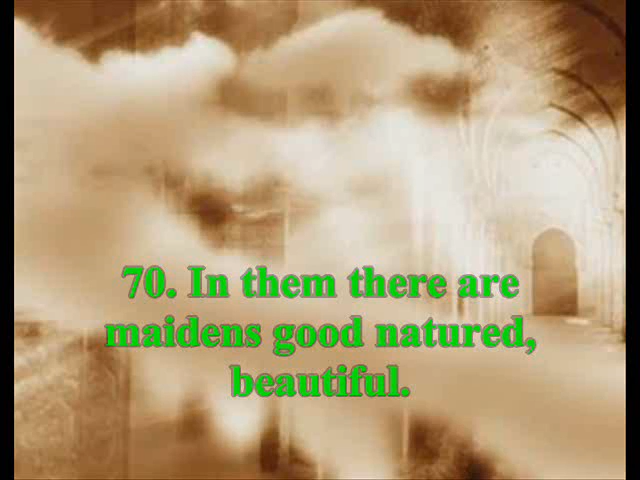 70. In them there are
maidens good natured,
beautiful.